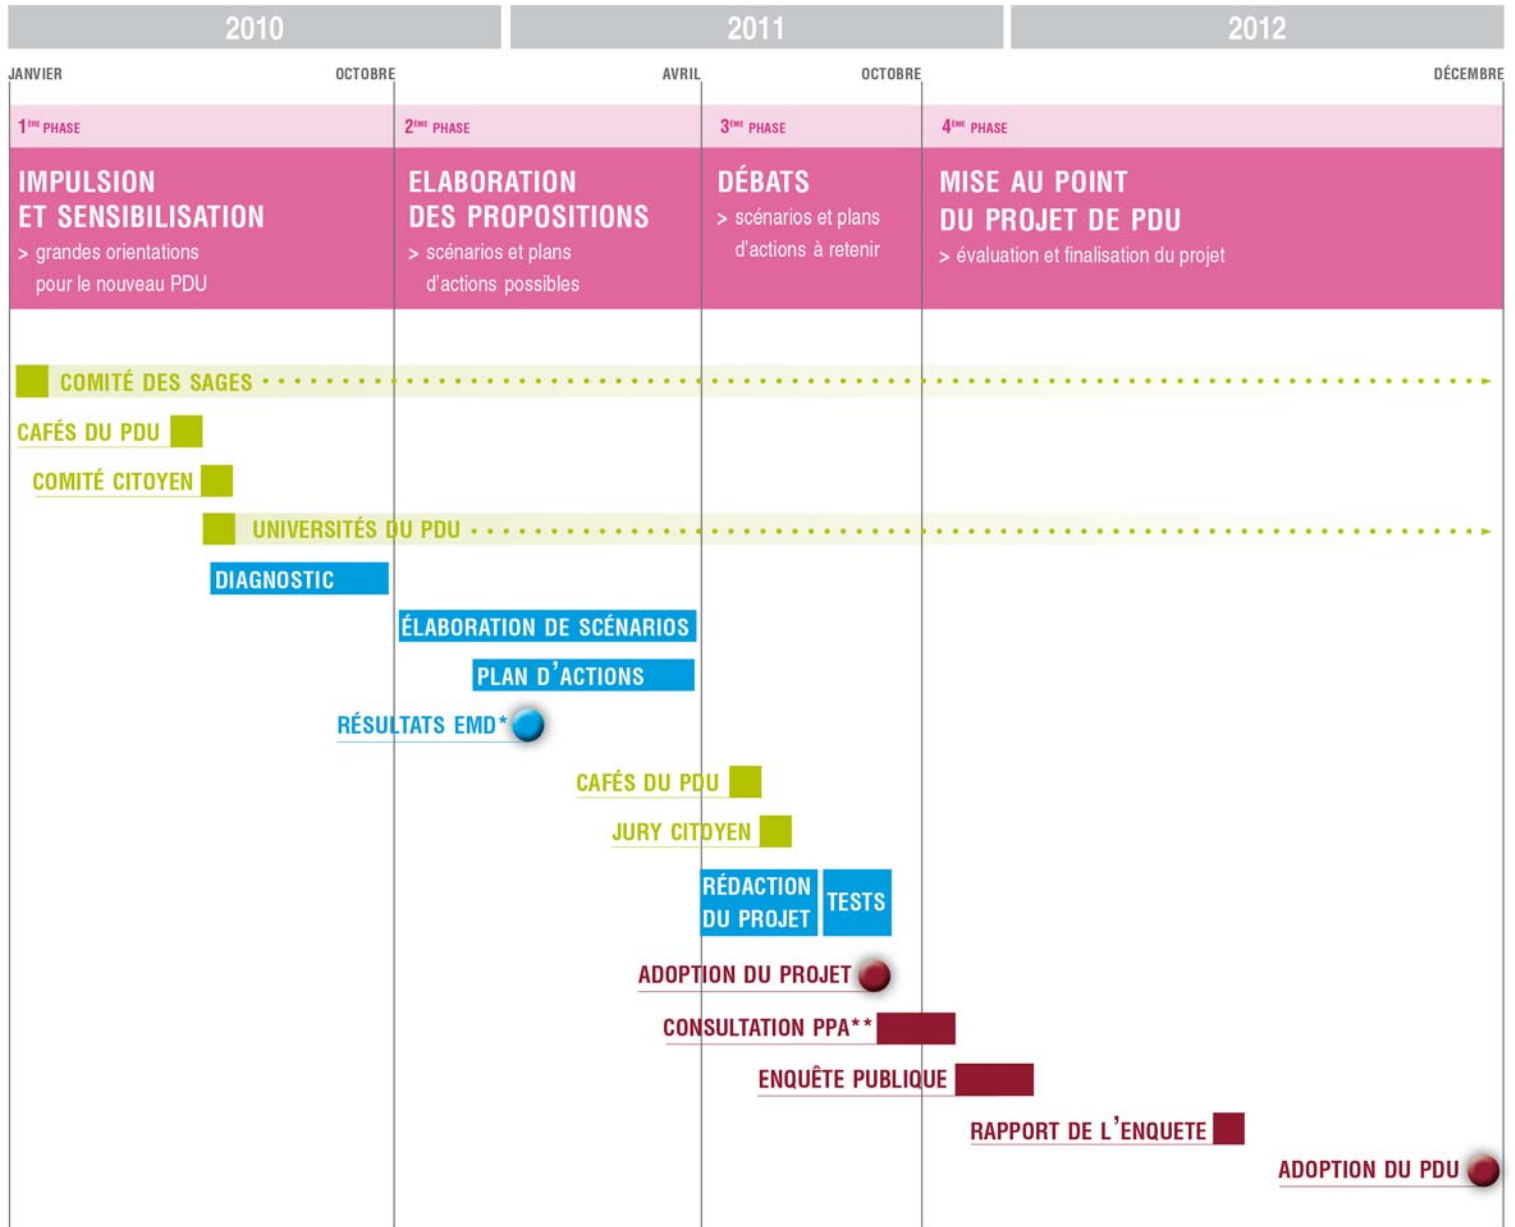 2010
2011
2012
JANVIER
OCTOBRE
AVRIL
OCTOBRE
DÉCEMBRE
1ÈRE PHASE
2ÈME PHASE
3ÈME PHASE
4ÈME PHASE
IMPULSION
ET SENSIBILISATION
> grandes orientations
pour le nouveau PDU
ELABORATION
DES PROPOSITIONS
> scénarios et plans
d'actions possibles
DÉBATS
> scénarios et plans
d'actions à retenir
MISE AU POINT
DU PROJET DE PDU
> évaluation et finalisation du projet
COMITÉ DES SAGES
CAFÉS DU PDU
COMITÉ CITOYEN
UNIVERSITÉS DU PDU
DIAGNOSTIC
ÉLABORATION DE SCÉNARIOS
PLAN D'ACTIONS
RÉSULTATS EMD*
CAFÉS DU PDU
JURY CITOYEN
RÉDACTION
DU PROJET
TESTS
ADOPTION DU PROJET
CONSULTATION PPA**
ENQUÊTE PUBLIQUE
RAPPORT DE L'ENQUETE
ADOPTION DU PDU